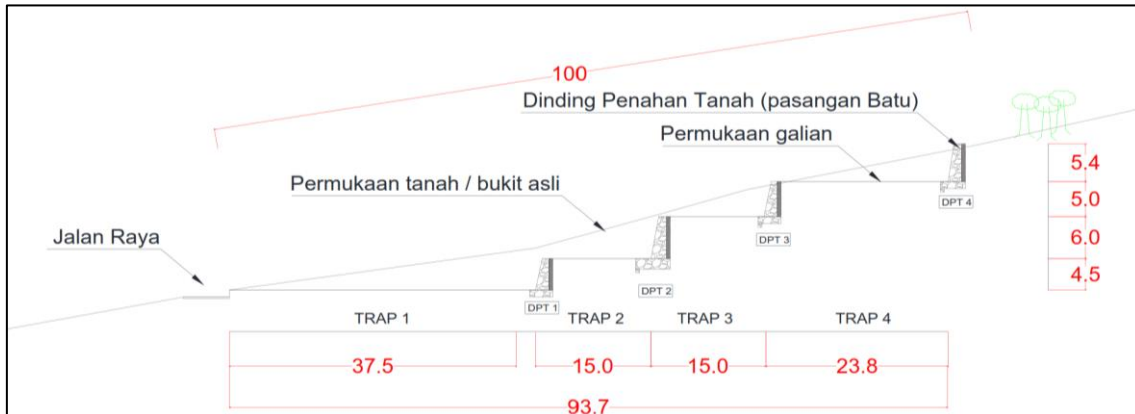 100
Dinding Penahan Tanah (pasangan Batu)
Permukaan galian
5.4
Permukaan tanah / bukit asli
DPT 4
5.0
Jalan Raya
DPT 3
6.0
DPT 2
4.5
DPT 1
TRAP 1
TRAP 2
TRAP 3
TRAP 4
37.5
15.0
15.0
23.8
93.7